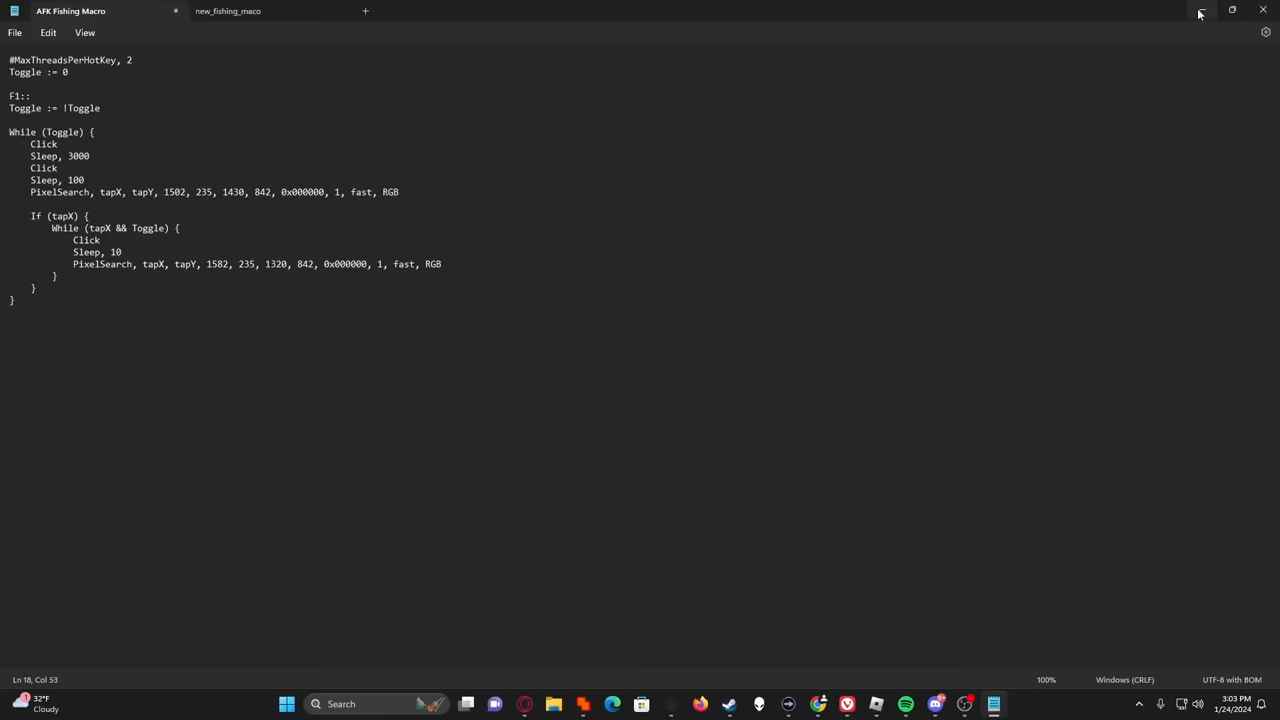 AFK Fishing Macro
new_fishing_maco
File Edit View
#MaxThreadsPerHotKey, 2
Toggle := 0
F1::
Toggle := !Toggle
While (Toggle) {
Click
Sleep, 3000
Click
Sleep, 100
PixelSearch, tapX, tapY, 1502, 235, 1430, 842, 0x000000, 1, fast, RGB
If (tapX) {
While (tapX && Toggle) {
Click
Sleep, 10
PixelSearch, tapX, tapY, 1582, 235, 1320, 842, 0x000000, 1, fast, RGB
}
}
}
Ln 18, Col 53
100%
Windows (CRLF)
UTF-8 with BOM
1
32°F
Cloudy
Search
9+
3:03 PM
1/24/2024